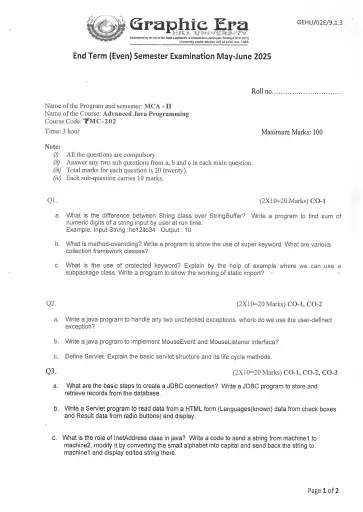 GEHU/02E/9.1.3
Graphic Era
HILL UNIVERSITY
End Term (Even) Semester Examination May-June 2025
Roll no..........................
Name of the Program and semester: MCA - II
Name of the Course: Advanced Java Programming
Course Code: TMC-202
Time: 3 hour Maximum Marks: 100
Note:
(i) All the questions are compulsory.
(ii) Answer any two sub questions from a, b and c in each main question.
(iii) Total marks for each question is 20 (twenty).
(iv) Each sub-question carries 10 marks.
Q1. (2X10=20 Marks) CO-1
a. What is the difference between String class over StringBuffer? Write a program to find sum of
numeric digits of a string input by user at run time.
Example: Input String :he12lo34 Output : 10
b. What is method-overriding? Write a program to show the use of super keyword. What are various
collection framework classes?
c. What is the use of protected keyword? Explain by the help of example where we can use a
subpackage class. Write a program to show the working of static import?
Q2. (2X10=20 Marks) CO-1, CO-2
a. Write a java program to handle any two unchecked exceptions. where do we use the user-defined
exception?
b. Write a java program to implement MouseEvent and MouseListener interface?
c. Define Servlet. Explain the basic servlet structure and its life cycle methods.
Q3. (2X10=20 Marks) CO-1, CO-2, CO-3
a. What are the basic steps to create a JDBC connection? Write a JDBC program to store and
retrieve records from the database.
b. Write a Servlet program to read data from a HTML form (Languages(known) data from check boxes
and Result data from radio buttons) and display.
c. What is the role of InetAddress class in java? Write a code to send a string from machine1 to
machine2, modify it by converting the small alphabet into capital and send back the string to
machine1 and display edited string there.
Page 1 of 2